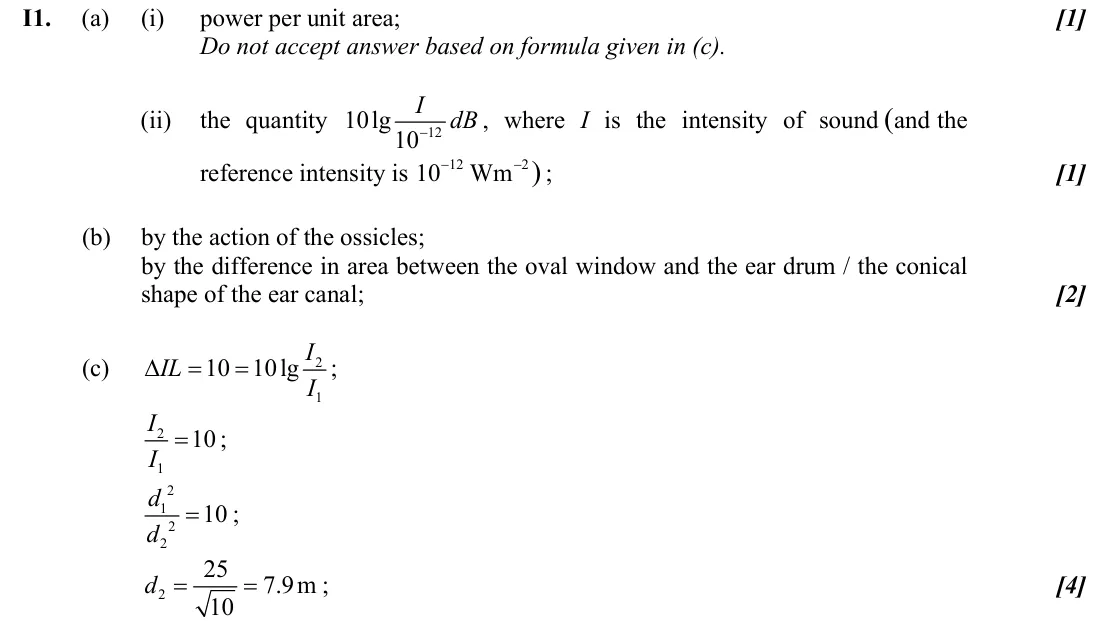 I1. (a) (i) power per unit area; [1]
Do not accept answer based on formula given in (c).
(ii) the quantity 10 lg I/10⁻¹² dB, where I is the intensity of sound (and the
reference intensity is 10⁻¹² Wm⁻²); [1]
(b) by the action of the ossicles;
by the difference in area between the oval window and the ear drum / the conical
shape of the ear canal; [2]
(c) ΔIL = 10 = 10 lg I₂/I₁;
I₂/I₁ = 10;
d₁²/d₂² = 10;
d₂ = 25/√10 = 7.9 m; [4]